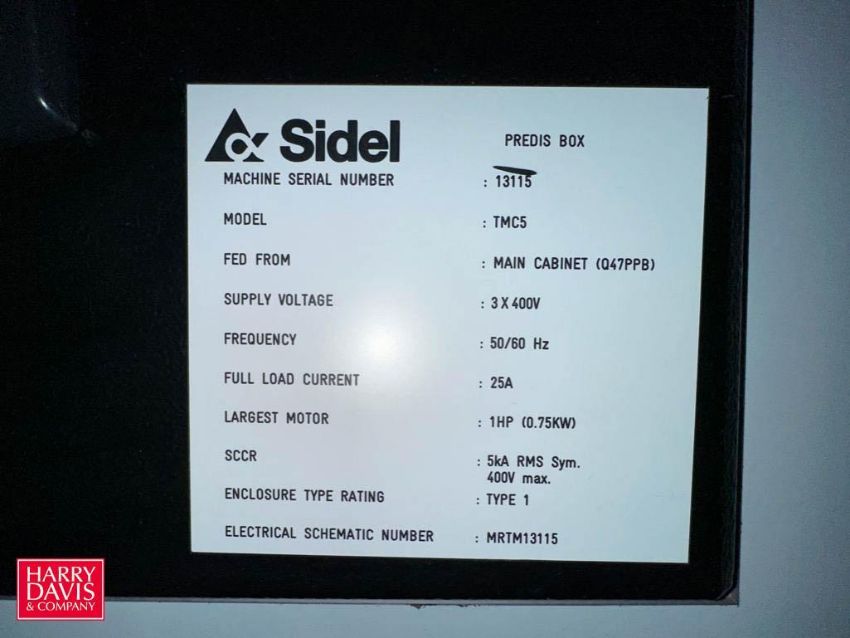 Sidel
PREDIS BOX
MACHINE SERIAL NUMBER : 13115
MODEL : TMC5
FED FROM : MAIN CABINET (Q47PPB)
SUPPLY VOLTAGE : 3 X 400V
FREQUENCY : 50/60 Hz
FULL LOAD CURRENT : 25A
LARGEST MOTOR : 1HP (0.75KW)
SCCR : 5kA RMS Sym.
400V max.
ENCLOSURE TYPE RATING : TYPE 1
ELECTRICAL SCHEMATIC NUMBER : MRTM13115
HARRY
DAVIS
& COMPANY